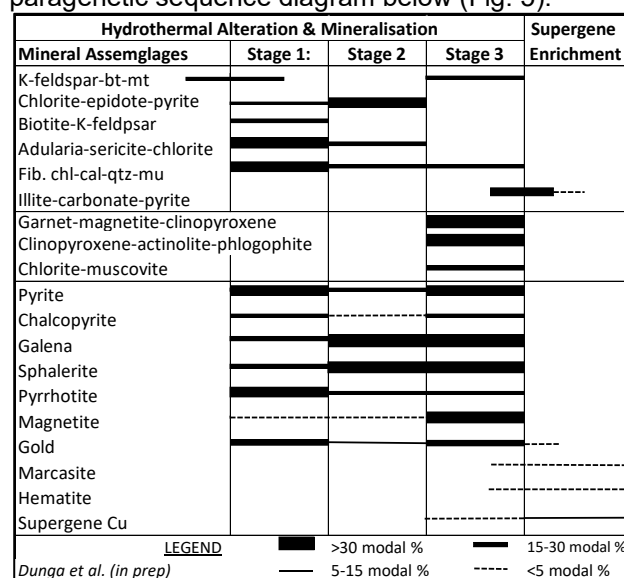 paragenetic sequence diagram below (Fig. 3).
Hydrothermal Alteration & Mineralisation Supergene
Mineral Assemglages Stage 1: Stage 2 Stage 3 Enrichment
K-feldspar-bt-mt
Chlorite-epidote-pyrite
Biotite-K-feldpsar
Adularia-sericite-chlorite
Fib. chl-cal-qtz-mu
Illite-carbonate-pyrite
Garnet-magnetite-clinopyroxene
Clinopyroxene-actinolite-phlogophite
Chlorite-muscovite
Pyrite
Chalcopyrite
Galena
Sphalerite
Pyrrhotite
Magnetite
Gold
Marcasite
Hematite
Supergene Cu
LEGEND >30 modal % 15-30 modal %
Dunga et al. (in prep) 5-15 modal % <5 modal %